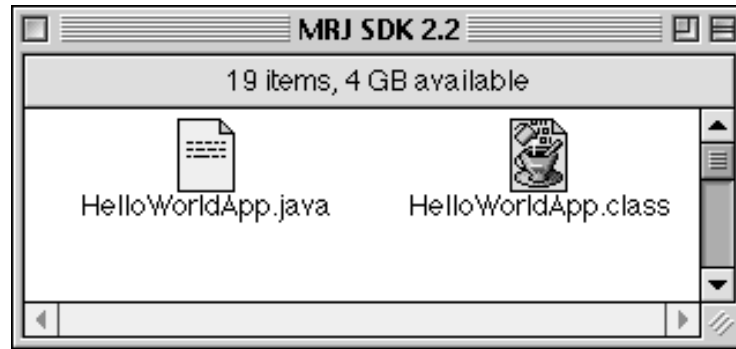 MRJ SDK 2.2
19 items, 4 GB available
HelloWorldApp.java HelloWorldApp.class